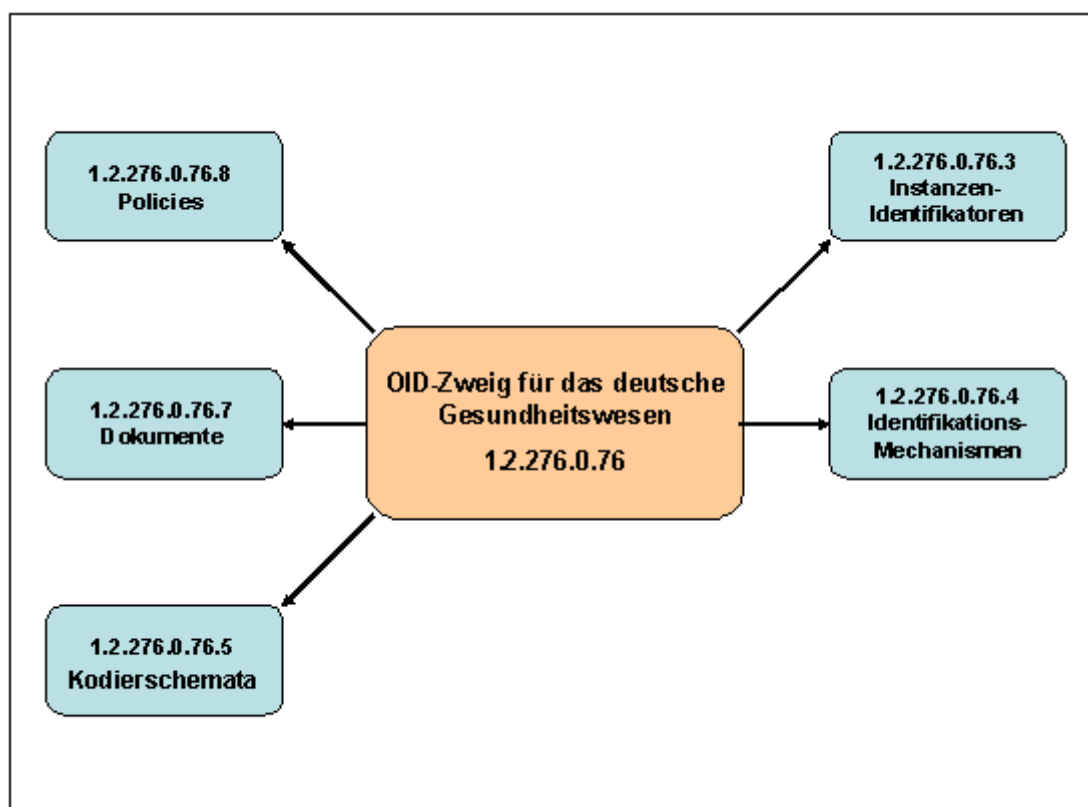 1.2.276.0.76.8
Policies
1.2.276.0.76.3
Instanzen-
Identifikatoren
OID-Zweig für das deutsche
Gesundheitswesen
1.2.276.0.76
1.2.276.0.76.7
Dokumente
1.2.276.0.76.4
Identifikations-
Mechanismen
1.2.276.0.76.5
Kodierschemata